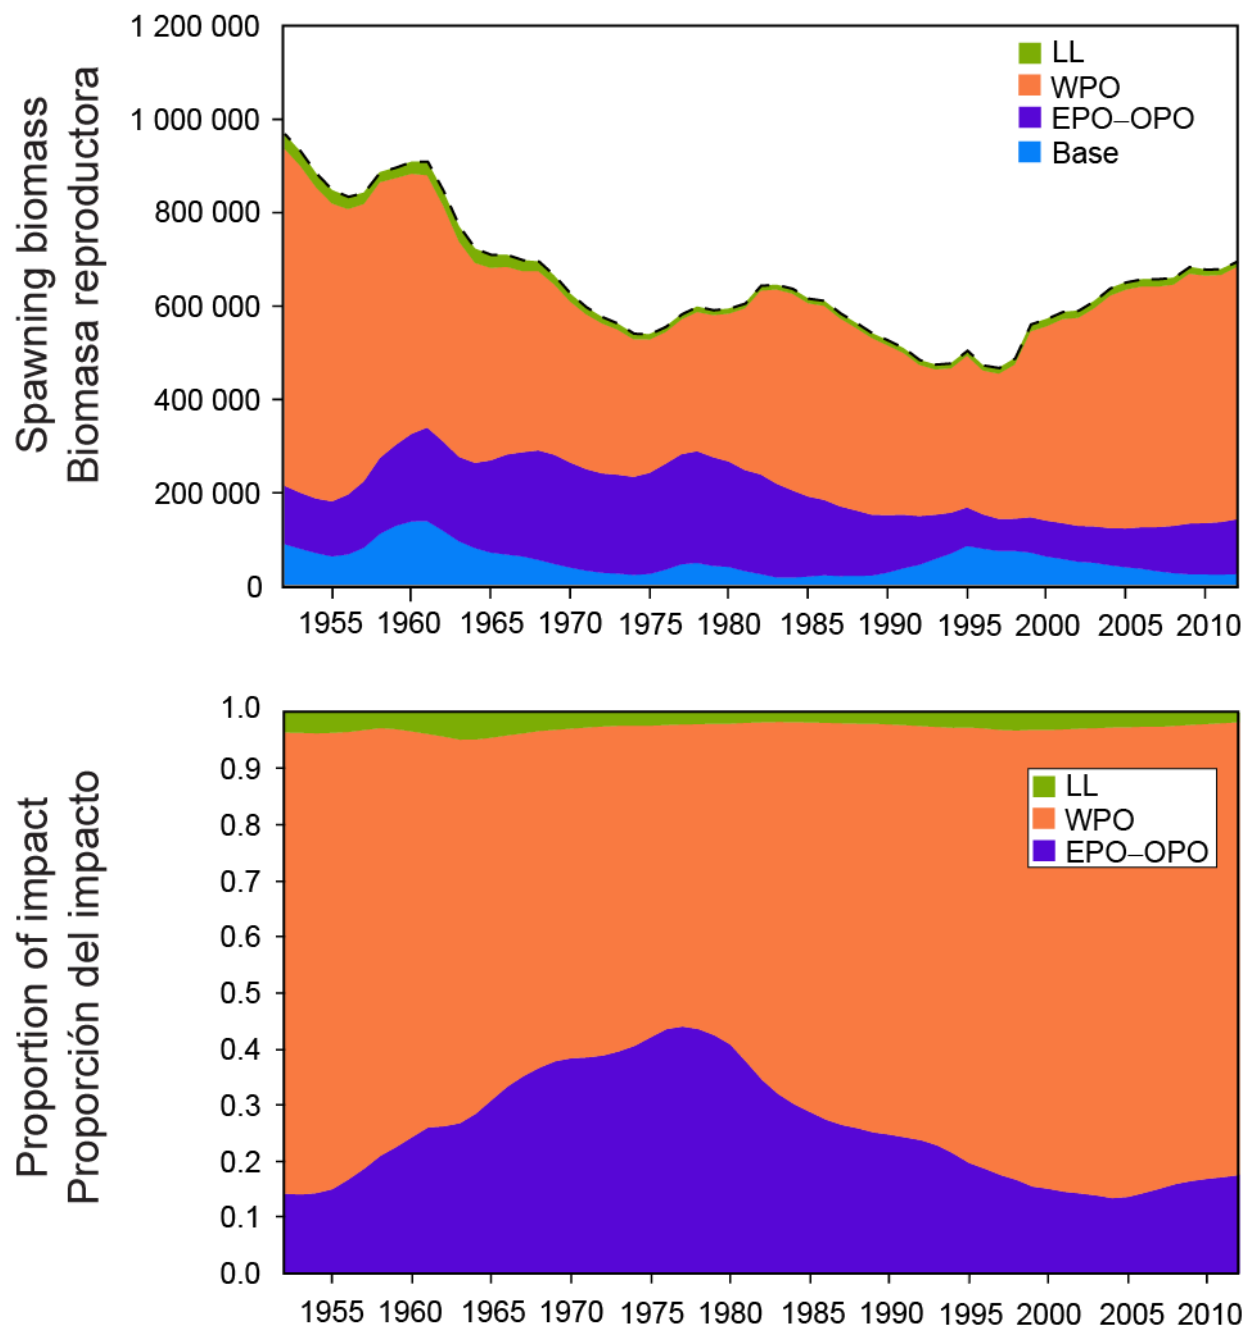 Spawning biomass
Biomasa reproductora
1 200 000
1 000 000
800 000
600 000
400 000
200 000
0
LL
WPO
EPO–OPO
Base
1955 1960 1965 1970 1975 1980 1985 1990 1995 2000 2005 2010
Proportion of impact
Proporción del impacto
1.0
0.9
0.8
0.7
0.6
0.5
0.4
0.3
0.2
0.1
0.0
LL
WPO
EPO–OPO
1955 1960 1965 1970 1975 1980 1985 1990 1995 2000 2005 2010